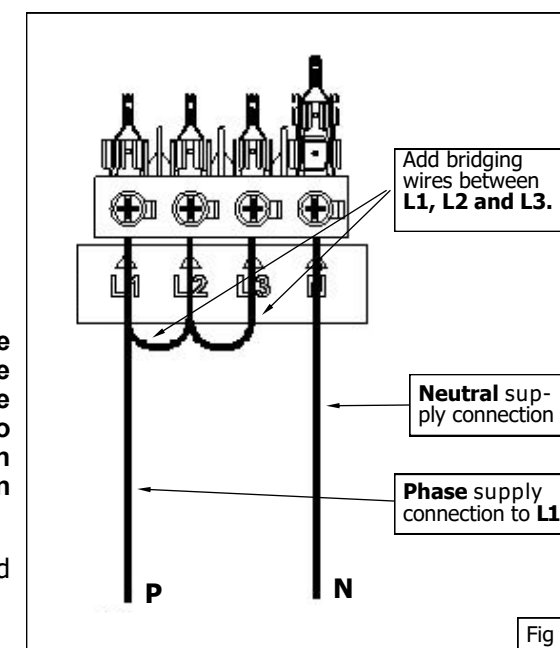 Add bridging
wires between
L1, L2 and L3.
L1 L2 L3 N
e
e
e
o
n
n
Neutral sup-
ply connection
Phase supply
connection to L1
d
P N
Fig